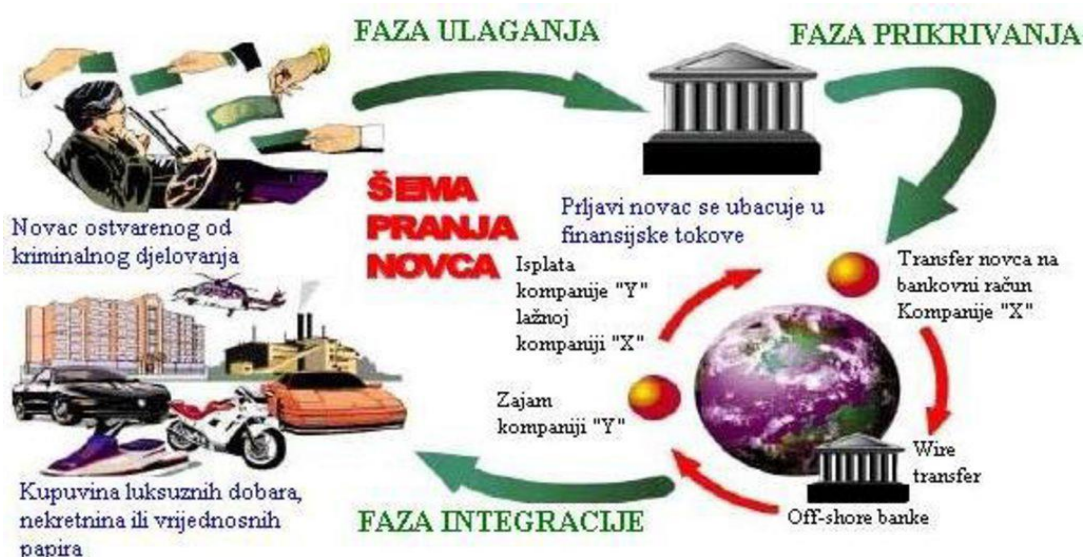 FAZA ULAGANJA
FAZA PRIKRIVANJA
Novac ostvarenog od
kriminalnog djelovanja
ŠEMA
PRANJA
NOVCA
Prljavi novac se ubacuje u
finansijske tokove
Isplata
kompanije "Y"
lažnoj
kompaniji "X"
Transfer novca na
bankovni račun
Kompanije "X"
Zajam
kompaniji "Y"
Wire
transfer
Off-shore banke
Kupuvina luksuznih dobara,
nekretnina ili vrijednosnih
papira
FAZA INTEGRACIJE